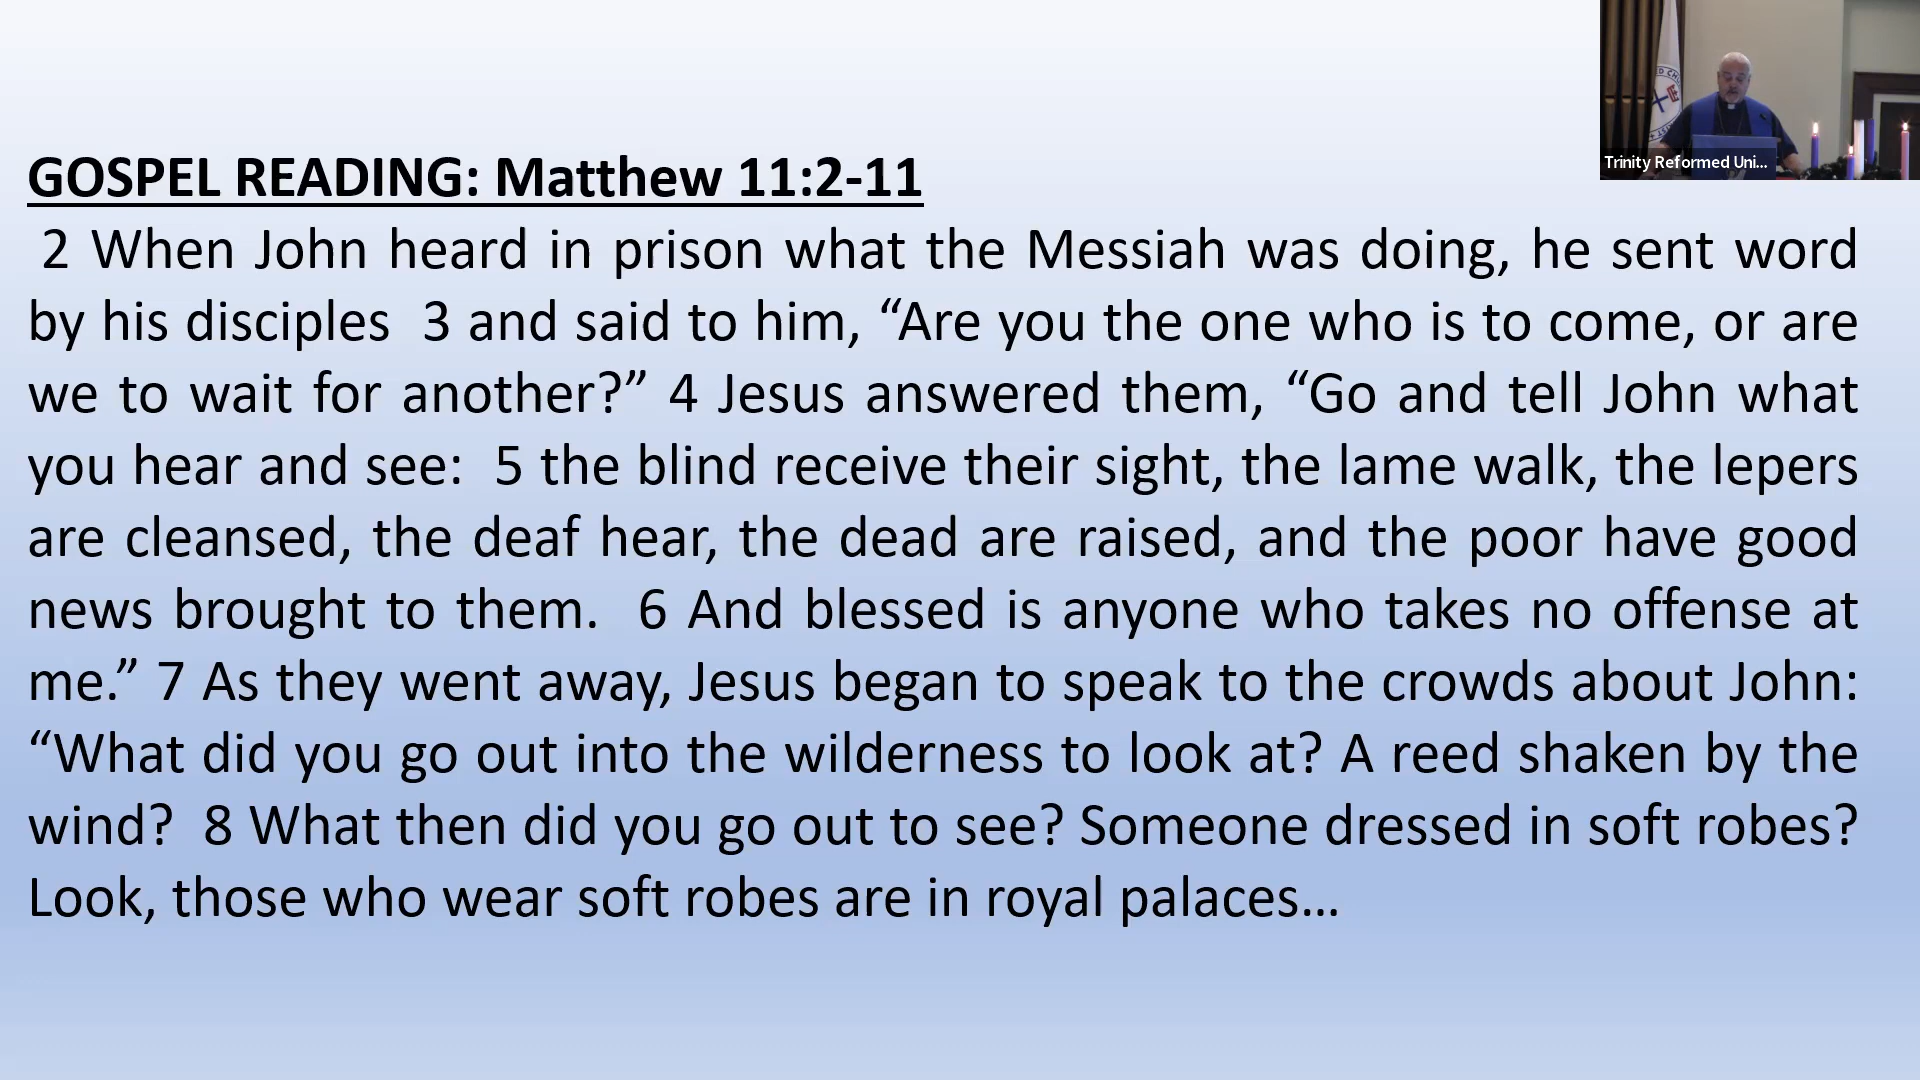 GOSPEL READING: Matthew 11:2-11
2 When John heard in prison what the Messiah was doing, he sent word
by his disciples 3 and said to him, “Are you the one who is to come, or are
we to wait for another?” 4 Jesus answered them, “Go and tell John what
you hear and see: 5 the blind receive their sight, the lame walk, the lepers
are cleansed, the deaf hear, the dead are raised, and the poor have good
news brought to them. 6 And blessed is anyone who takes no offense at
me.” 7 As they went away, Jesus began to speak to the crowds about John:
“What did you go out into the wilderness to look at? A reed shaken by the
wind? 8 What then did you go out to see? Someone dressed in soft robes?
Look, those who wear soft robes are in royal palaces...
Trinity Reformed Uni...